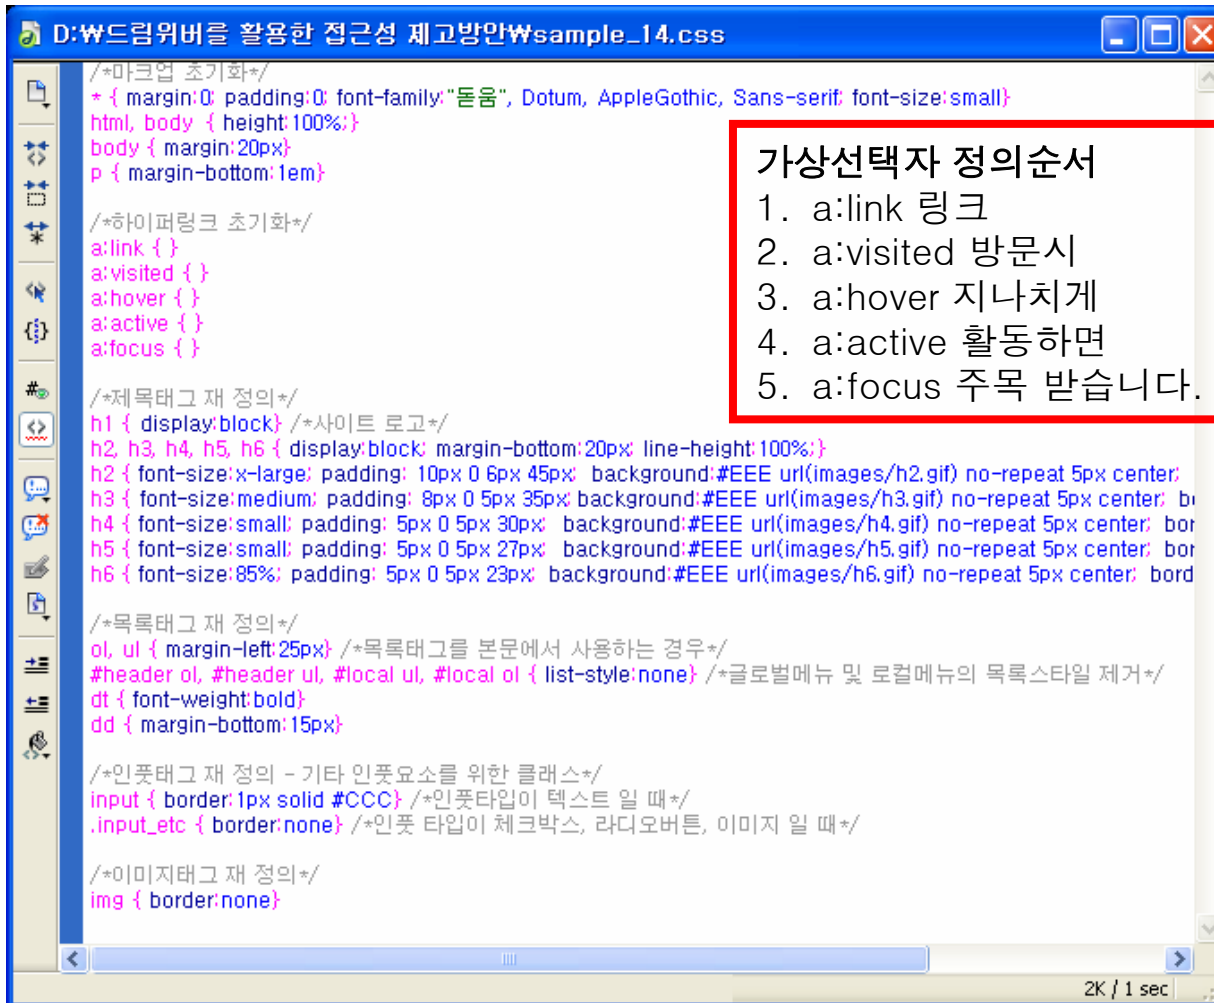 D:₩드림위버를 활용한 접근성 제고방안₩sample_14.css
/*마크업 초기화*/
* { margin:0; padding:0; font-family:"돋움", Dotum, AppleGothic, Sans-serif; font-size:small}
html, body { height:100%;}
body { margin:20px}
p { margin-bottom:1em}
/*하이퍼링크 초기화*/
a:link { }
a:visited { }
a:hover { }
a:active { }
a:focus { }
가상선택자 정의순서
1. a:link 링크
2. a:visited 방문시
3. a:hover 지나치게
4. a:active 활동하면
5. a:focus 주목 받습니다.
/*제목태그 재 정의*/
h1 { display:block} /*사이트 로고*/
h2, h3, h4, h5, h6 { display:block; margin-bottom:20px; line-height:100%;}
h2 { font-size:x-large; padding: 10px 0 6px 45px; background:#EEE url(images/h2.gif) no-repeat 5px center;
h3 { font-size:medium; padding: 8px 0 5px 35px; background:#EEE url(images/h3.gif) no-repeat 5px center; b
h4 { font-size:small; padding: 5px 0 5px 30px; background:#EEE url(images/h4.gif) no-repeat 5px center; bor
h5 { font-size:small; padding: 5px 0 5px 27px; background:#EEE url(images/h5.gif) no-repeat 5px center; bor
h6 { font-size:85%; padding: 5px 0 5px 23px; background:#EEE url(images/h6.gif) no-repeat 5px center; bord
/*목록태그 재 정의*/
ol, ul { margin-left:25px} /*목록태그를 본문에서 사용하는 경우*/
#header ol, #header ul, #local ul, #local ol { list-style:none} /*글로벌메뉴 및 로컬메뉴의 목록스타일 제거*/
dt { font-weight:bold}
dd { margin-bottom:15px}
/*인풋태그 재 정의 - 기타 인풋요소를 위한 클래스*/
input { border:1px solid #CCC} /*인풋타입이 텍스트 일 때*/
.input_etc { border:none} /*인풋 타입이 체크박스, 라디오버튼, 이미지 일 때*/
/*이미지태그 재 정의*/
img { border:none}
2K / 1 sec